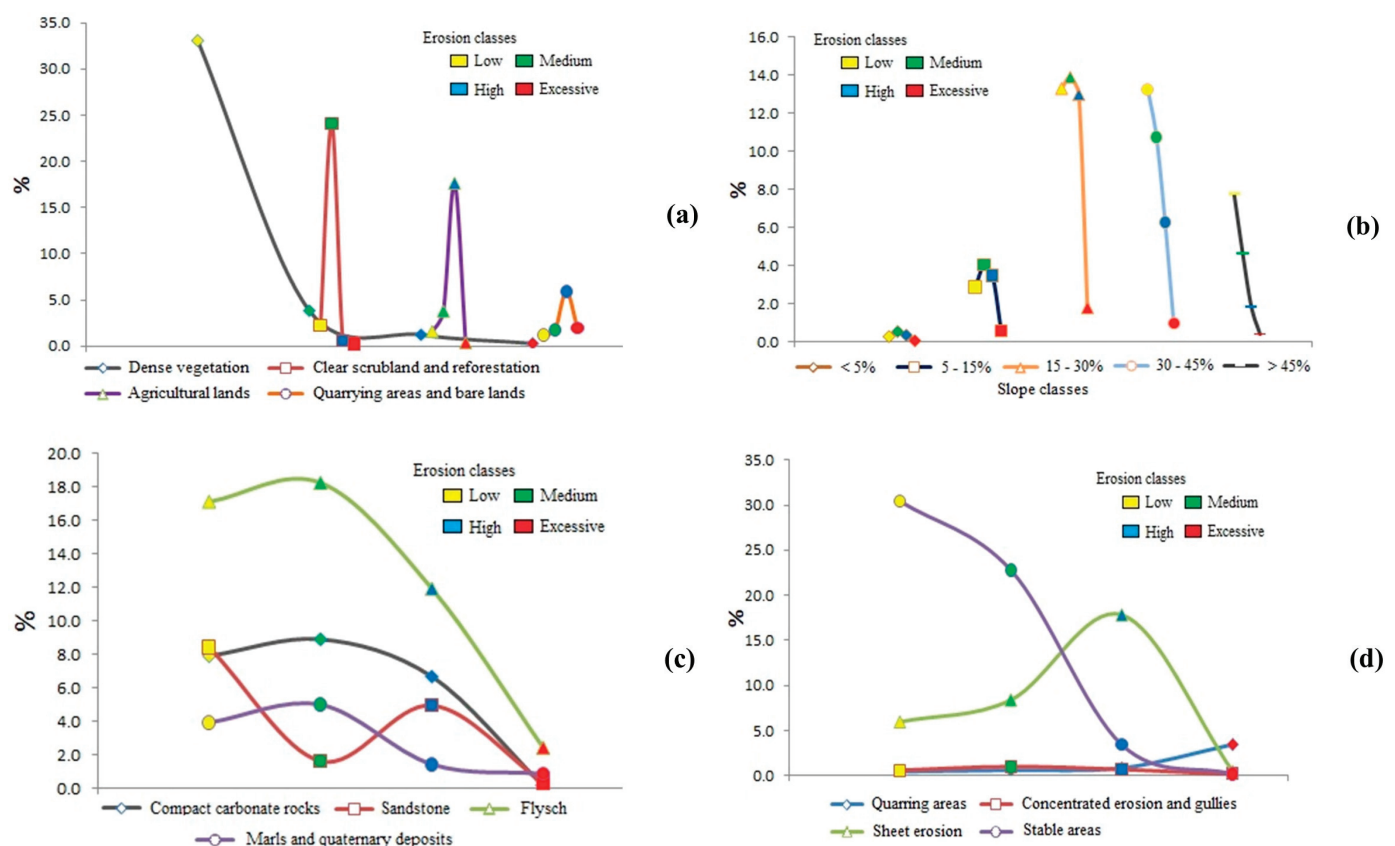 35.0
30.0
25.0
20.0
15.0
10.0
5.0
0.0
%
Erosion classes
Low Medium
High Excessive
Dense vegetation Clear scrubland and reforestation
Agricultural lands Quarrying areas and bare lands
(a)
16.0
14.0
12.0
10.0
8.0
6.0
4.0
2.0
0.0
%
Erosion classes
Low Medium
High Excessive
< 5% 5 - 15% 15 - 30% 30 - 45% > 45%
Slope classes
(b)
20.0
18.0
16.0
14.0
12.0
10.0
8.0
6.0
4.0
2.0
0.0
%
Erosion classes
Low Medium
High Excessive
Compact carbonate rocks Sandstone Flysch
Marls and quaternary deposits
(c)
35.0
30.0
25.0
20.0
15.0
10.0
5.0
0.0
%
Erosion classes
Low Medium
High Excessive
Quarring areas Concentrated erosion and gullies
Sheet erosion Stable areas
(d)